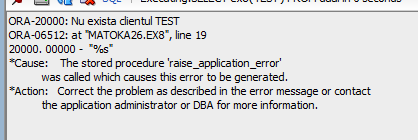 ORA-20000: Nu exista clientul TEST
ORA-06512: at "MATOKA26.EX8", line 19
20000. 00000 - "%s"
*Cause: The stored procedure 'raise_application_error'
was called which causes this error to be generated.
*Action: Correct the problem as described in the error message or contact
the application administrator or DBA for more information.